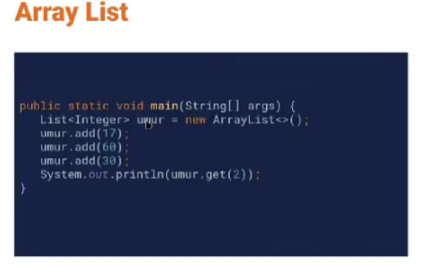 Array List
public static void main(String[] args) {
List<Integer> umur = new ArrayList<>();
umur.add(17);
umur.add(60);
umur.add(30);
System.out.println(umur.get(2));
}